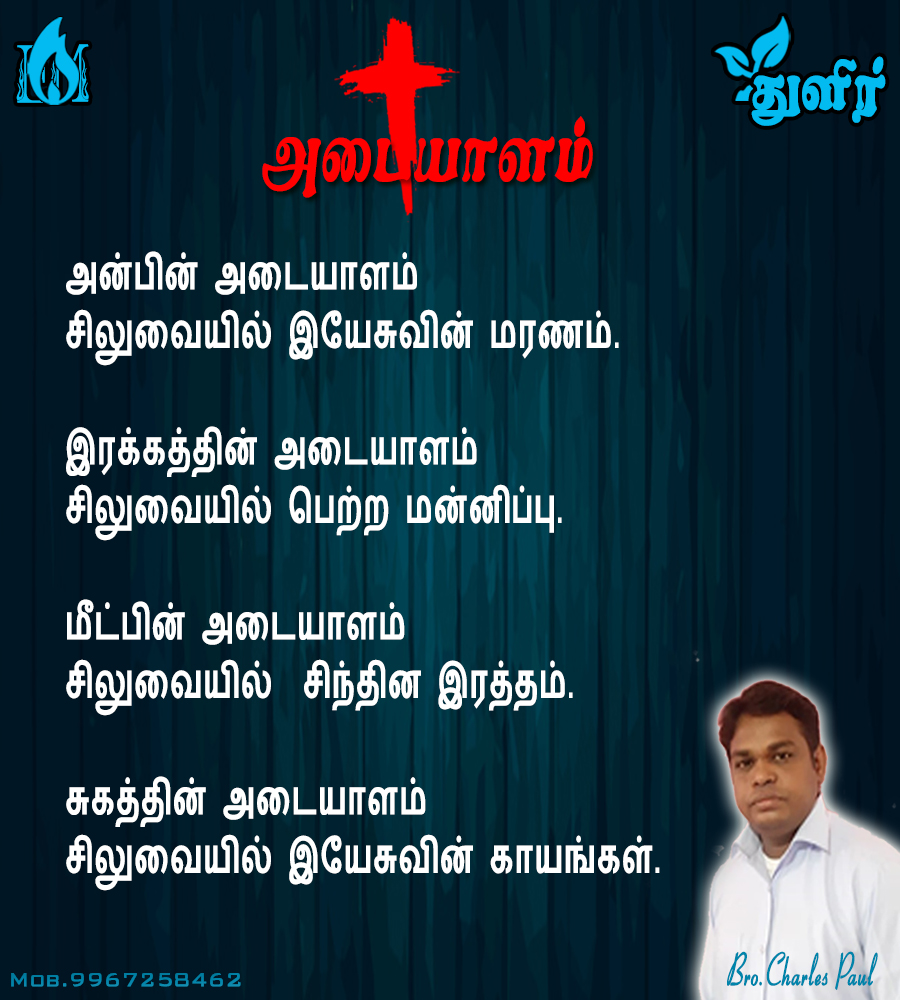 துளிர்
அடையாளம்
அன்பின் அடையாளம்
சிலுவையில் இயேசுவின் மரணம்.
இரக்கத்தின் அடையாளம்
சிலுவையில் பெற்ற மன்னிப்பு.
மீட்பின் அடையாளம்
சிலுவையில் சிந்தின இரத்தம்.
சுகத்தின் அடையாளம்
சிலுவையில் இயேசுவின் காயங்கள்.
Mob.9967258462
Bro.Charles Paul